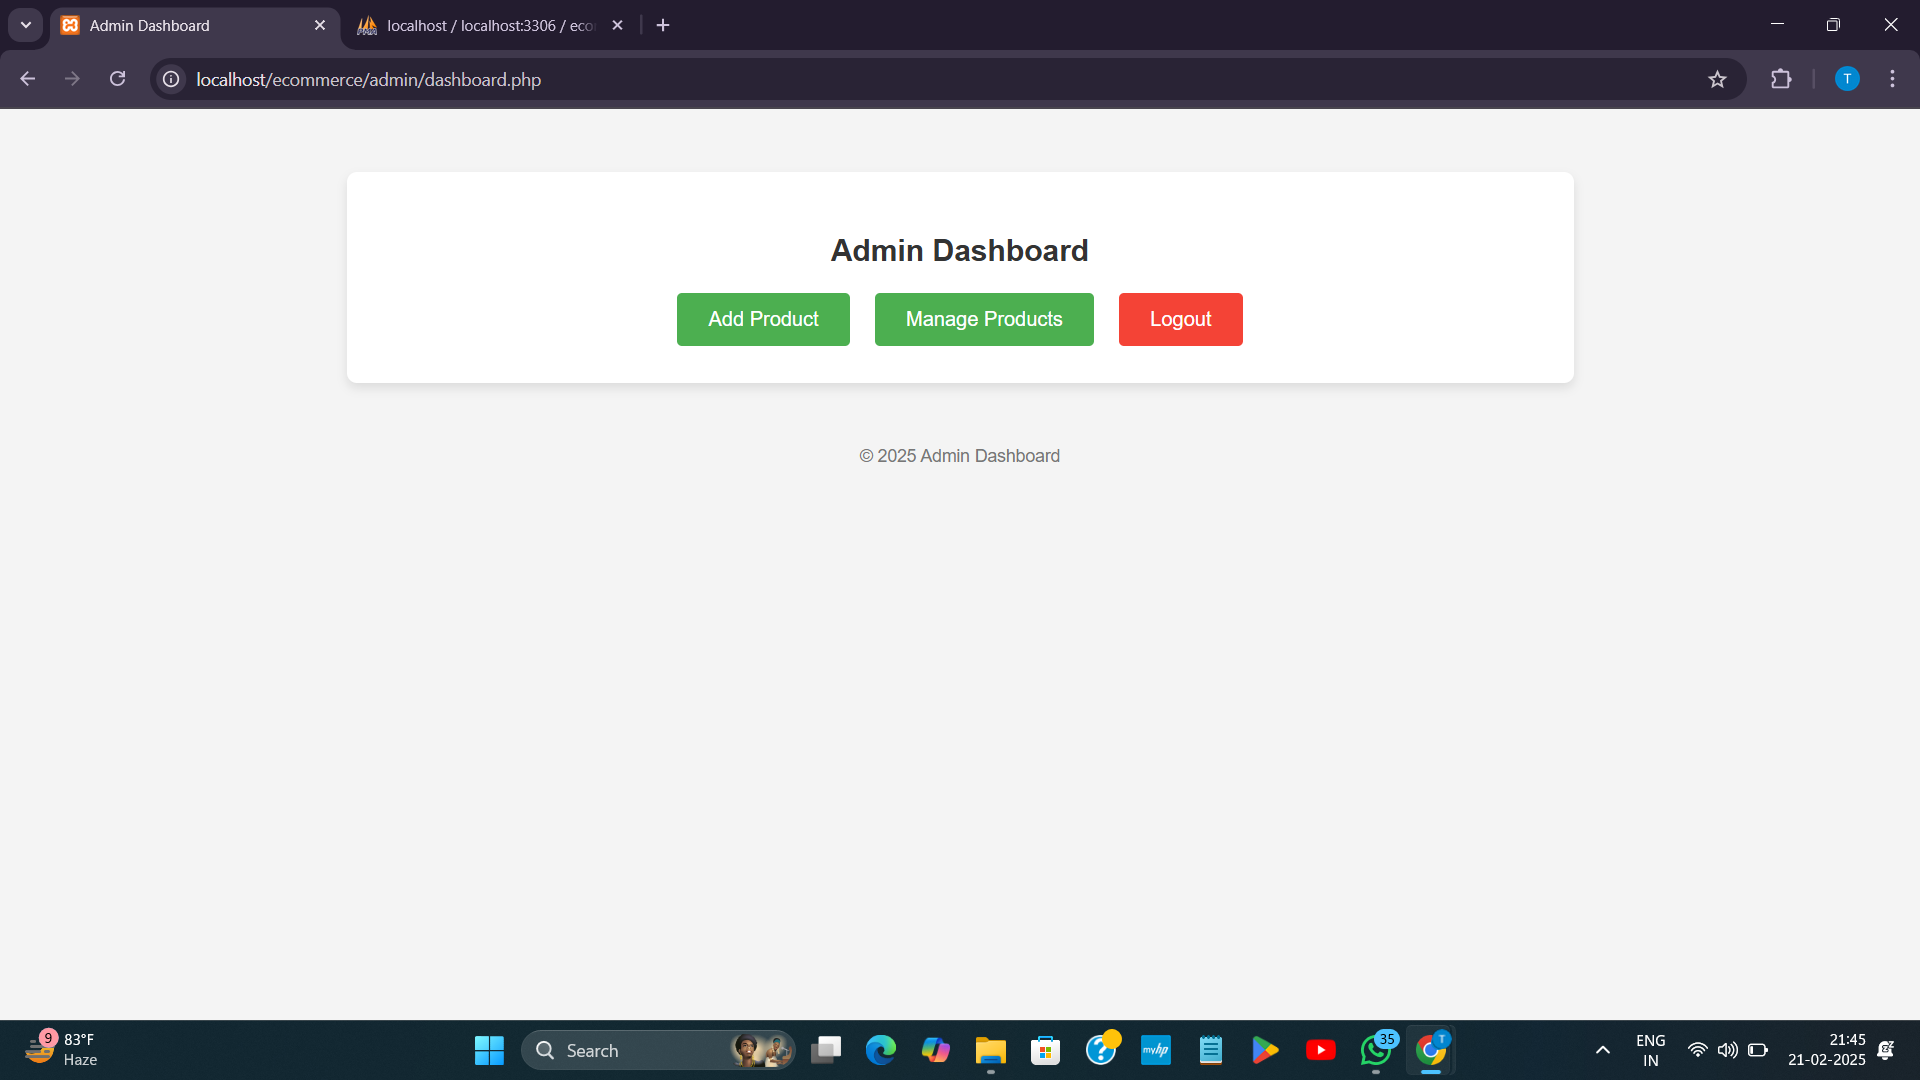 Admin Dashboard
localhost / localhost:3306 / eco
localhost/ecommerce/admin/dashboard.php
T
Admin Dashboard
Add Product
Manage Products
Logout
© 2025 Admin Dashboard
9
83°F
Haze
Search
myhp
35
T
ENG
IN
21:45
21-02-2025